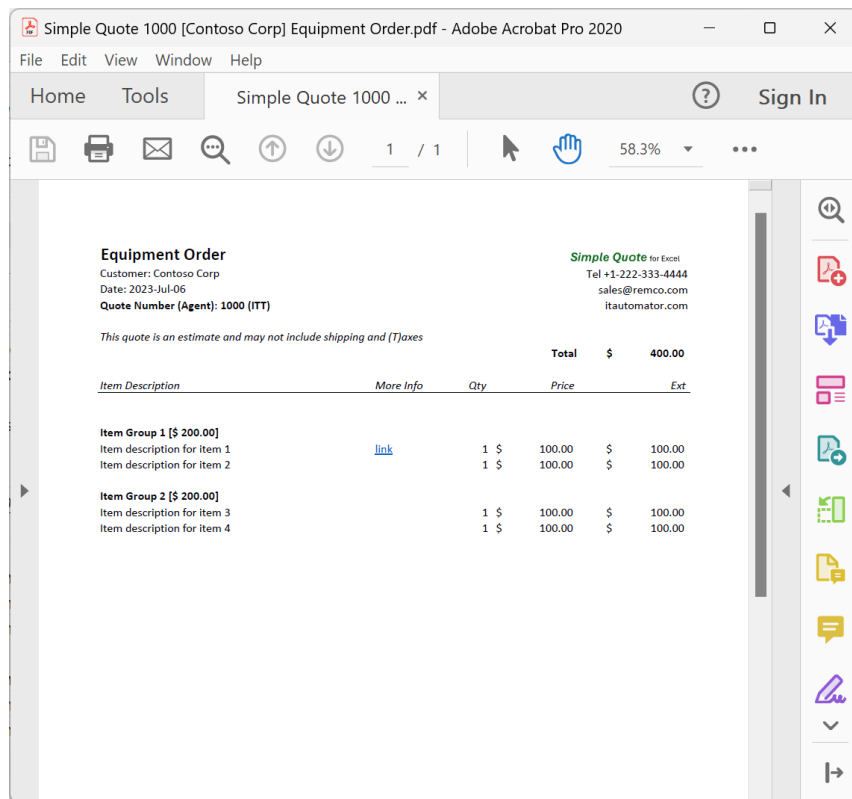 Simple Quote 1000 [Contoso Corp] Equipment Order.pdf - Adobe Acrobat Pro 2020
File Edit View Window Help
Home Tools Simple Quote 1000 ... × ? Sign In
1 / 1 58.3%
Equipment Order
Customer: Contoso Corp
Date: 2023-Jul-06
Quote Number (Agent): 1000 (ITT)
Simple Quote for Excel
Tel +1-222-333-4444
sales@remco.com
itautomator.com
This quote is an estimate and may not include shipping and (T)axes
Total $ 400.00
Item Description More Info Qty Price Ext
Item Group 1 [$ 200.00]
Item description for item 1 link 1 $ 100.00 $ 100.00
Item description for item 2 1 $ 100.00 $ 100.00
Item Group 2 [$ 200.00]
Item description for item 3 1 $ 100.00 $ 100.00
Item description for item 4 1 $ 100.00 $ 100.00